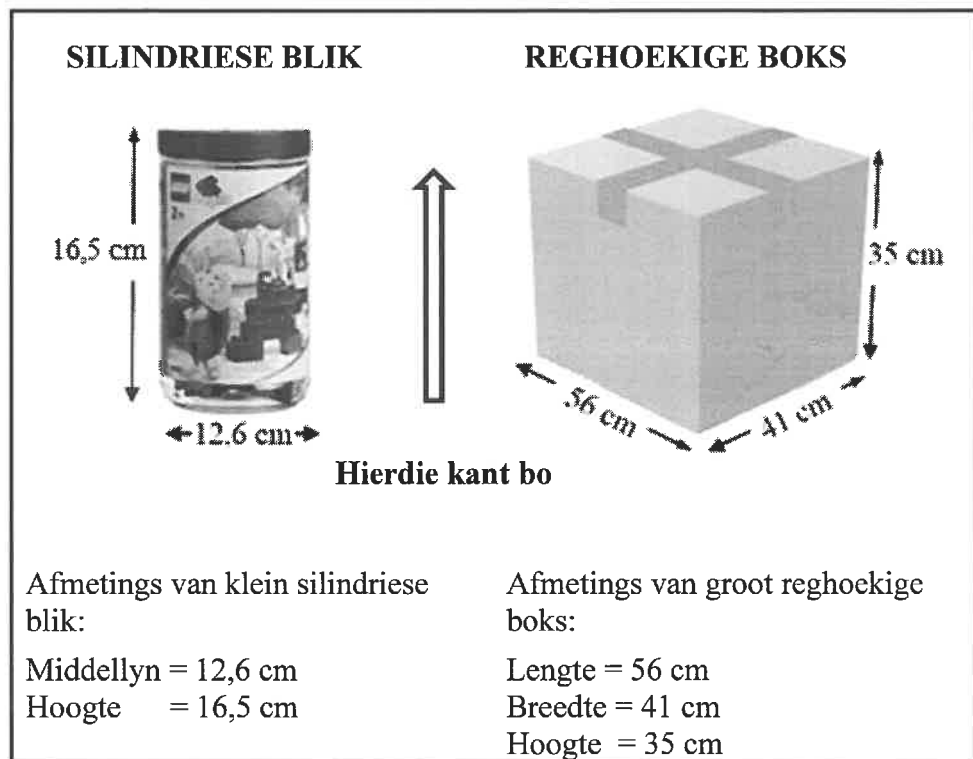 SILINDRIESE BLIK
REGHOEKIGE BOKS
16,5 cm
12.6 cm
35 cm
56 cm
41 cm
Hierdie kant bo
Afmetings van klein silindriese
blik:
Middellyn = 12,6 cm
Hoogte = 16,5 cm
Afmetings van groot reghoekige
boks:
Lengte = 56 cm
Breedte = 41 cm
Hoogte = 35 cm